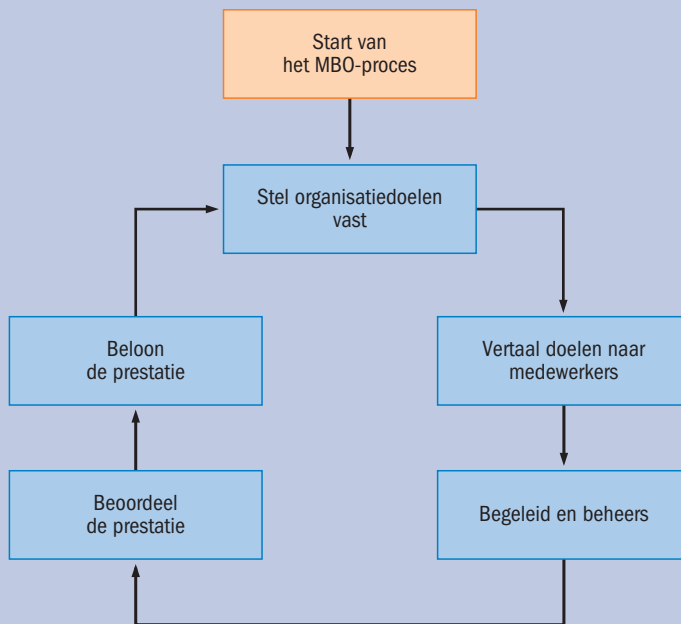 Start van
het MBO-proces
Stel organisatiedoelen
vast
Vertaal doelen naar
medewerkers
Begeleid en beheers
Beoordeel
de prestatie
Beloon
de prestatie